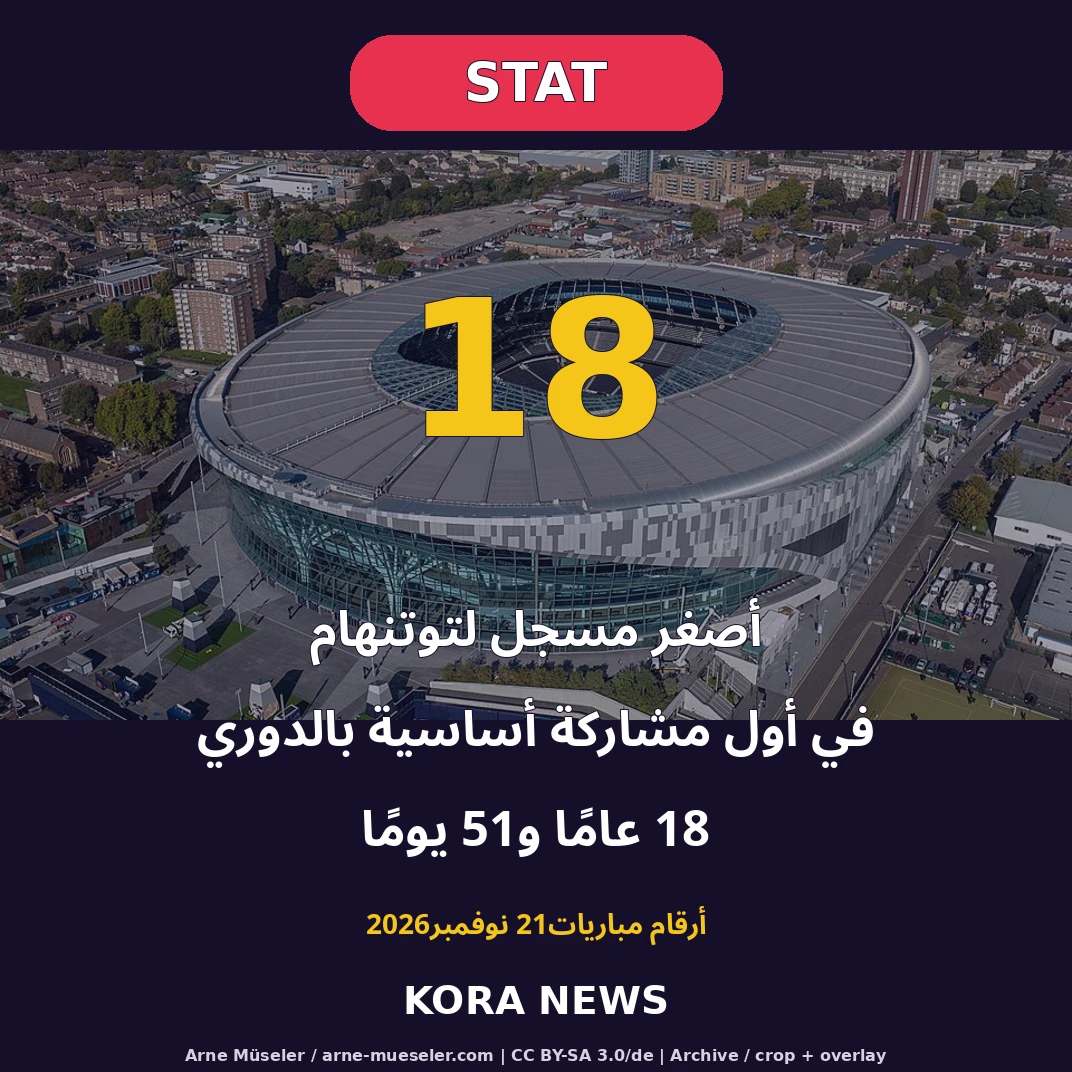 STAT
18
أصغر مسجل لتوتنهام
في أول مشاركة أساسية بالدوري
18 عامًا و51 يومًا
أرقام مباريات21 نوفمبر2026
KORA NEWS
Arne Müseler / arne-mueseler.com | CC BY-SA 3.0/de | Archive / crop + overlay